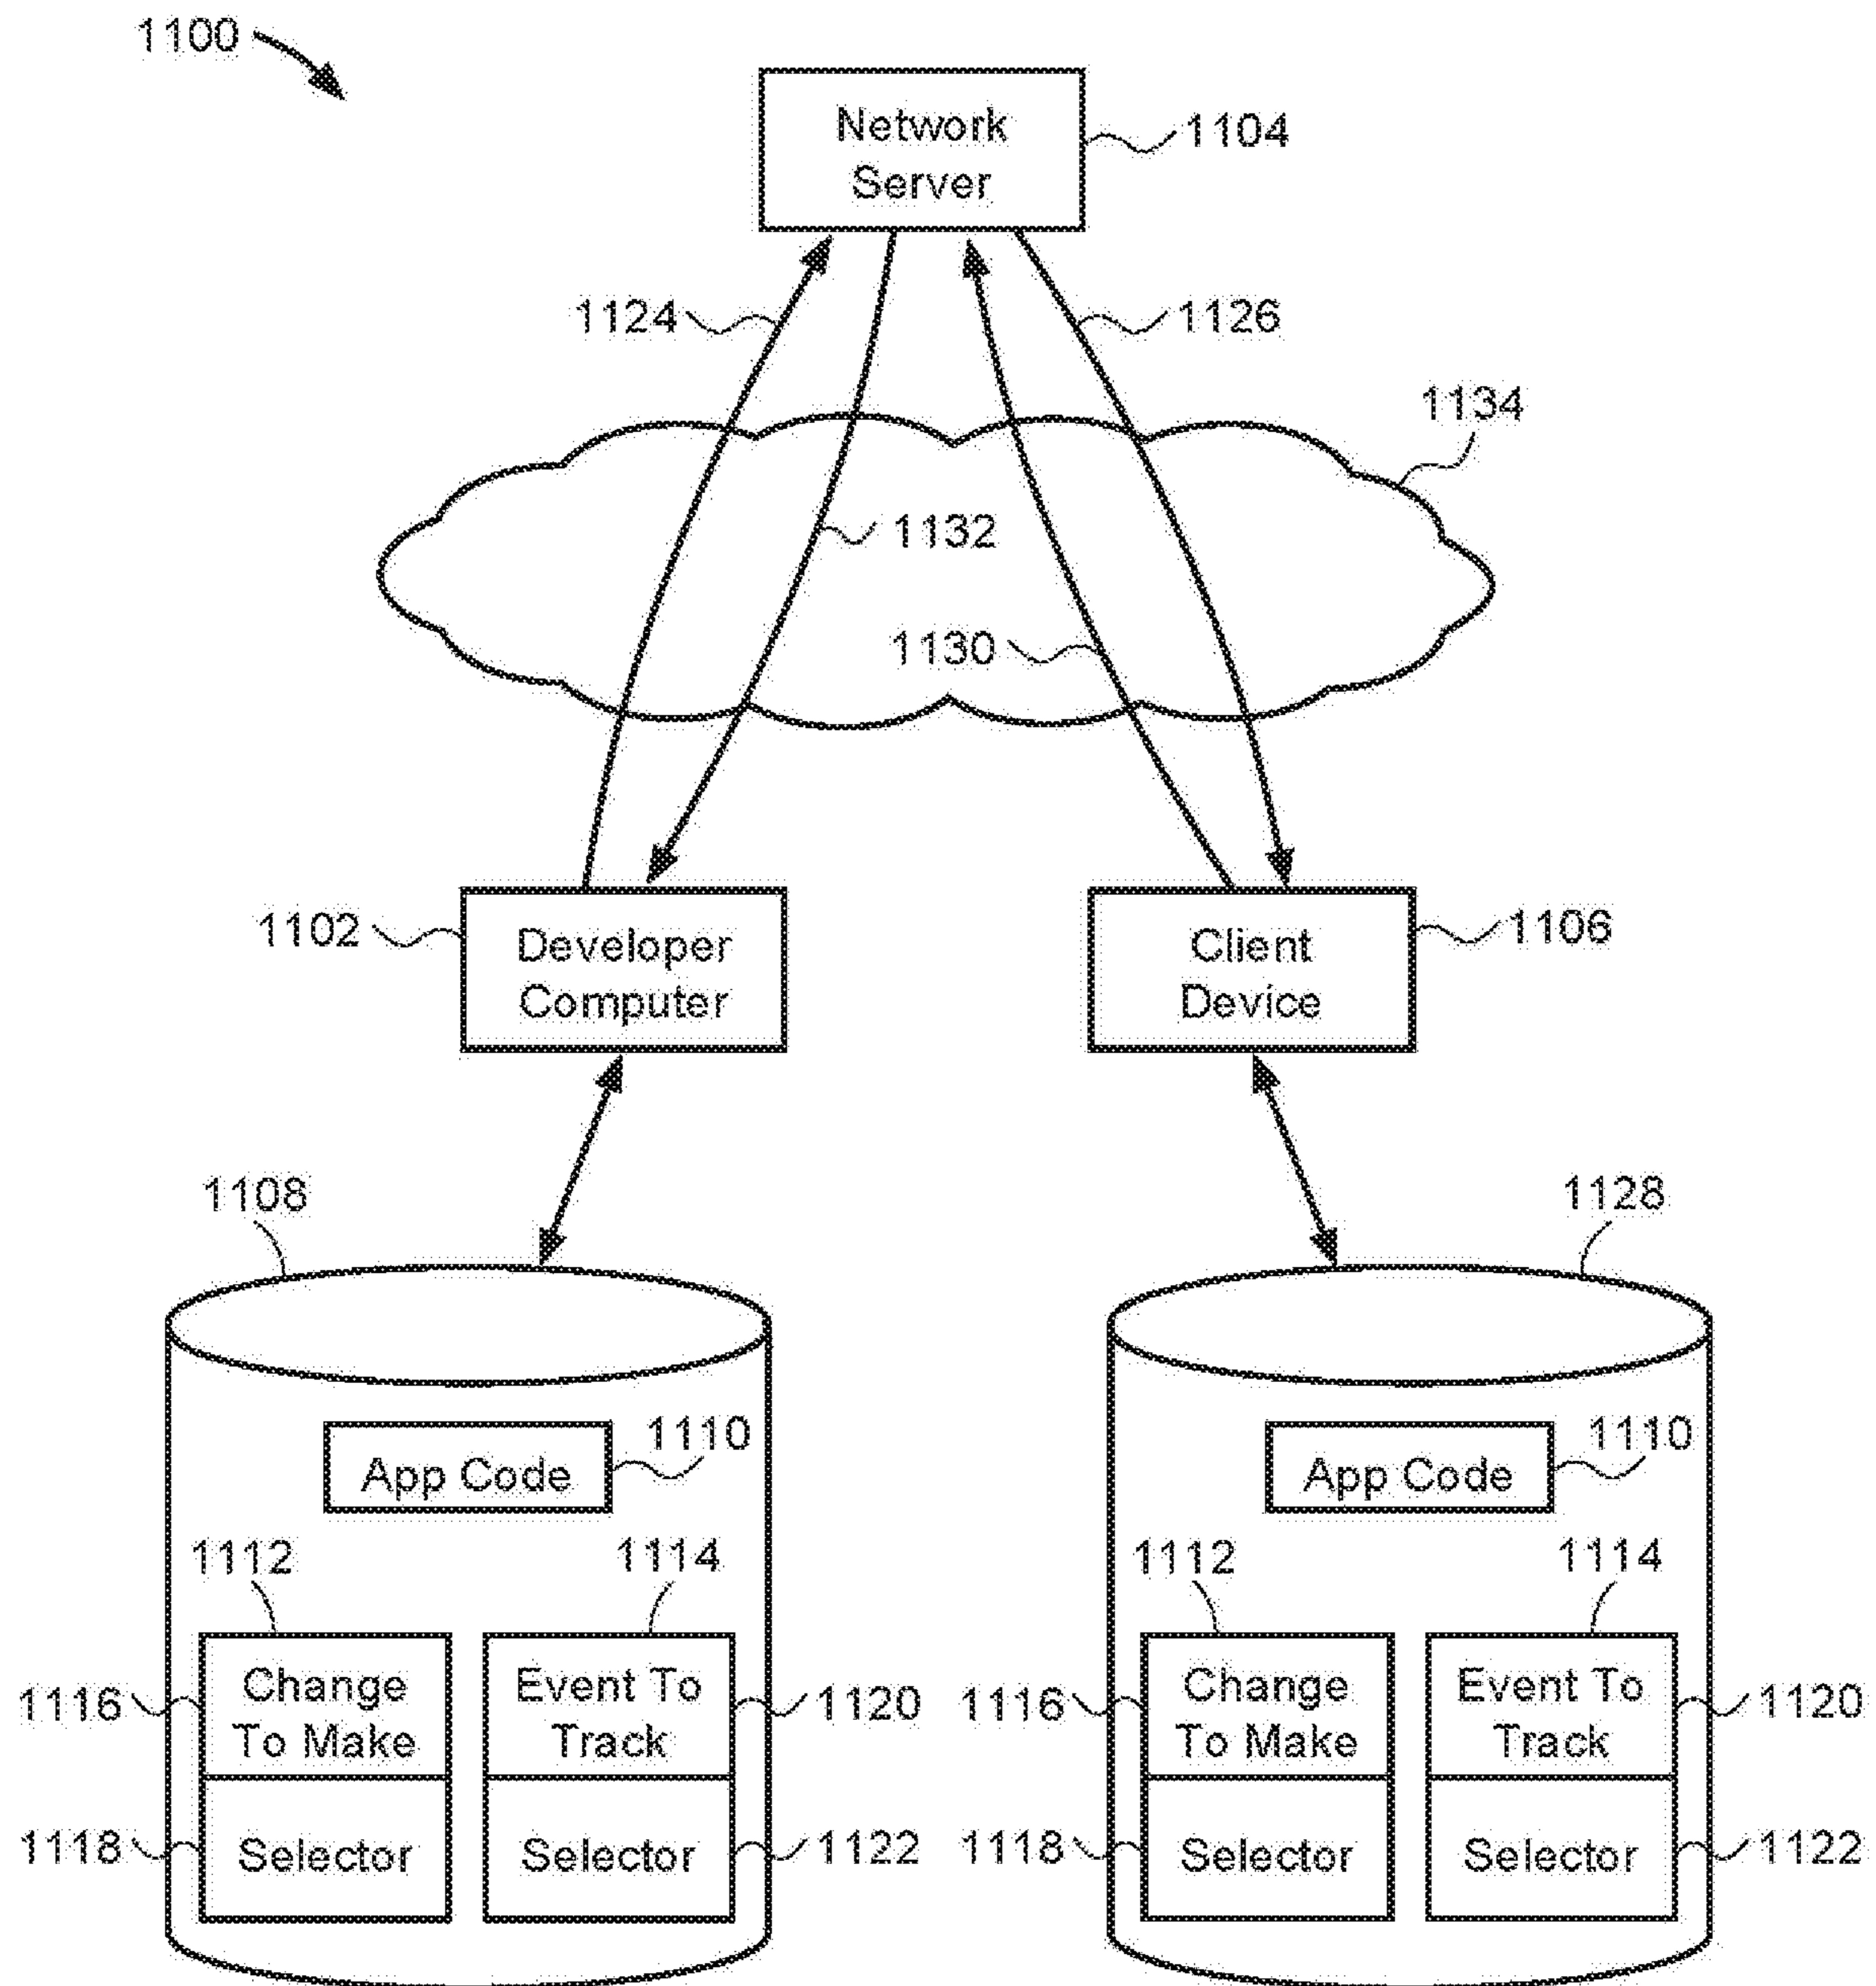 1100
Network
Server
1104
1124
1126
1134
1132
1130
1102
Developer
Computer
Client
Device
1106
1108
1128
App Code
1110
App Code
1110
1112
1114
1112
1114
1116
Change
To Make
Event To
Track
1120
1116
Change
To Make
Event To
Track
1120
1118
Selector
Selector
1122
1118
Selector
Selector
1122